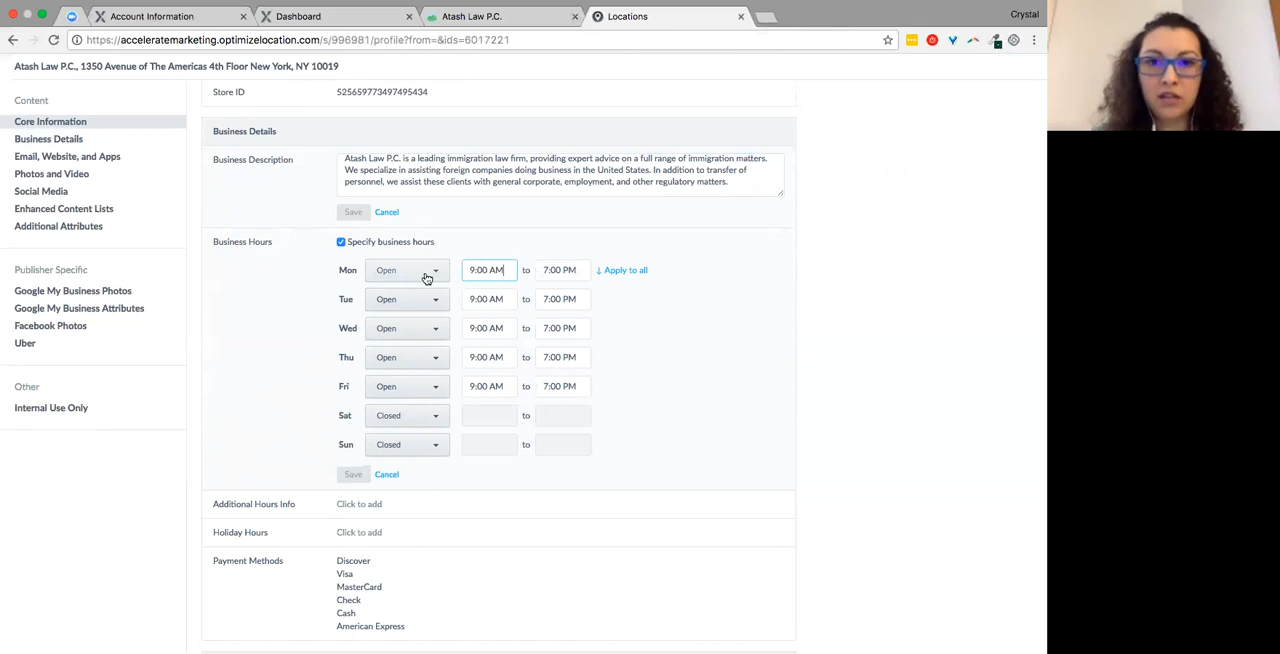 Account Information
Dashboard
Atash Law P.C.
Locations
Crystal
https://acceleratemarketing.optimizelocation.com/s/996981/profile?from=&ids=6017221
Atash Law P.C., 1350 Avenue of The Americas 4th Floor New York, NY 10019
Content
Core Information
Business Details
Email, Website, and Apps
Photos and Video
Social Media
Enhanced Content Lists
Additional Attributes
Publisher Specific
Google My Business Photos
Google My Business Attributes
Facebook Photos
Uber
Other
Internal Use Only
Store ID 525659773497495434
Business Details
Business Description
Atash Law P.C. is a leading immigration law firm, providing expert advice on a full range of immigration matters.
We specialize in assisting foreign companies doing business in the United States. In addition to transfer of
personnel, we assist these clients with general corporate, employment, and other regulatory matters.
Save Cancel
Business Hours Specify business hours
Mon Open 9:00 AM to 7:00 PM ↓ Apply to all
Tue Open 9:00 AM to 7:00 PM
Wed Open 9:00 AM to 7:00 PM
Thu Open 9:00 AM to 7:00 PM
Fri Open 9:00 AM to 7:00 PM
Sat Closed to
Sun Closed to
Save Cancel
Additional Hours Info Click to add
Holiday Hours Click to add
Payment Methods Discover
Visa
MasterCard
Check
Cash
American Express